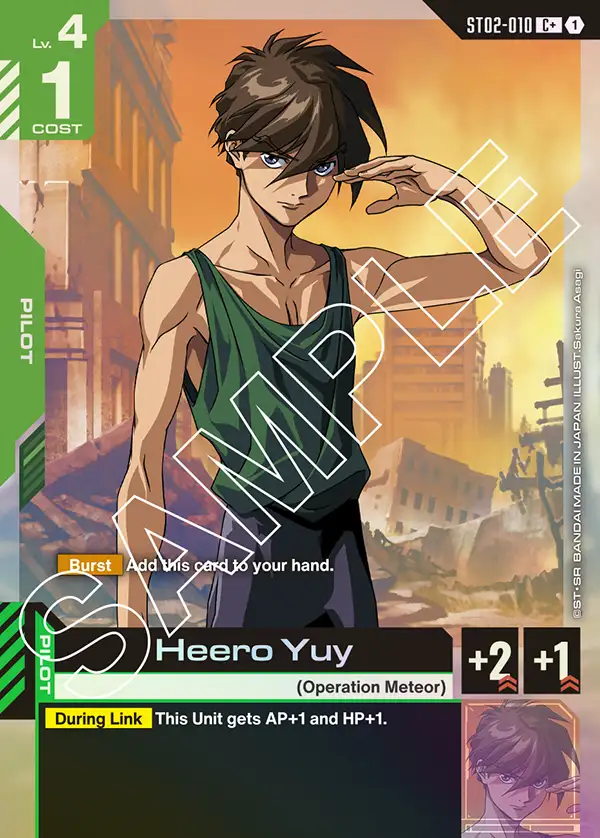 Lv. 4
1
COST
ST02-010 C+ 1
PILOT
SAMPLE
©ST·SR BANDAI MADE IN JAPAN ILLUST.Sakura Asagi
Burst Add this card to your hand.
PILOT
Heero Yuy
+2 +1
(Operation Meteor)
During Link This Unit gets AP+1 and HP+1.